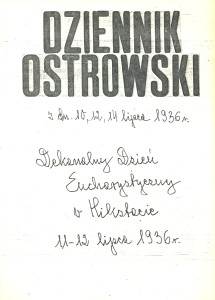 DZIENNIK
OSTROWSKI
z dn. 10, 12, 14 lipca 1936 r.
Dekanalny Dzień
Eucharystyczny
w Mikstacie
11-12 lipca 1936 r.